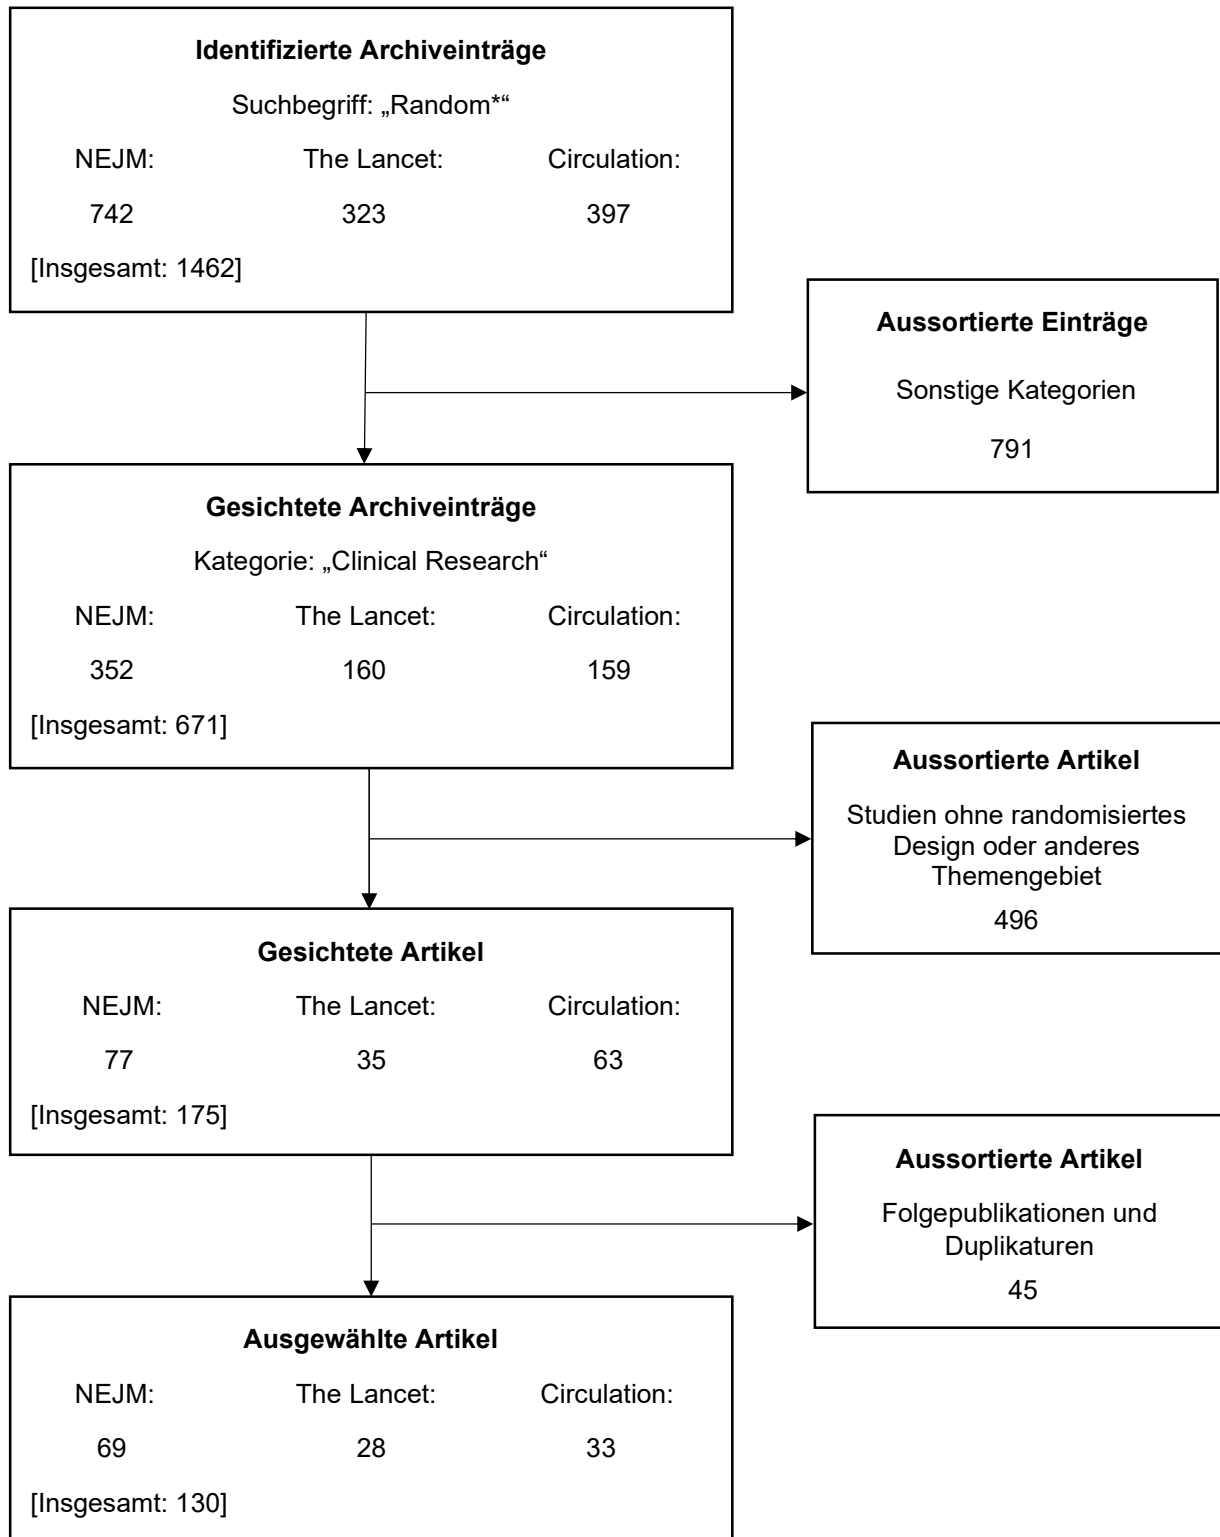 Identifizierte Archiveinträge
Suchbegriff: „Random*“
NEJM: The Lancet: Circulation:
742 323 397
[Insgesamt: 1462]
Aussortierte Einträge
Sonstige Kategorien
791
Gesichtete Archiveinträge
Kategorie: „Clinical Research“
NEJM: The Lancet: Circulation:
352 160 159
[Insgesamt: 671]
Aussortierte Artikel
Studien ohne randomisiertes
Design oder anderes
Themengebiet
496
Gesichtete Artikel
NEJM: The Lancet: Circulation:
77 35 63
[Insgesamt: 175]
Aussortierte Artikel
Folgepublikationen und
Duplikaturen
45
Ausgewählte Artikel
NEJM: The Lancet: Circulation:
69 28 33
[Insgesamt: 130]